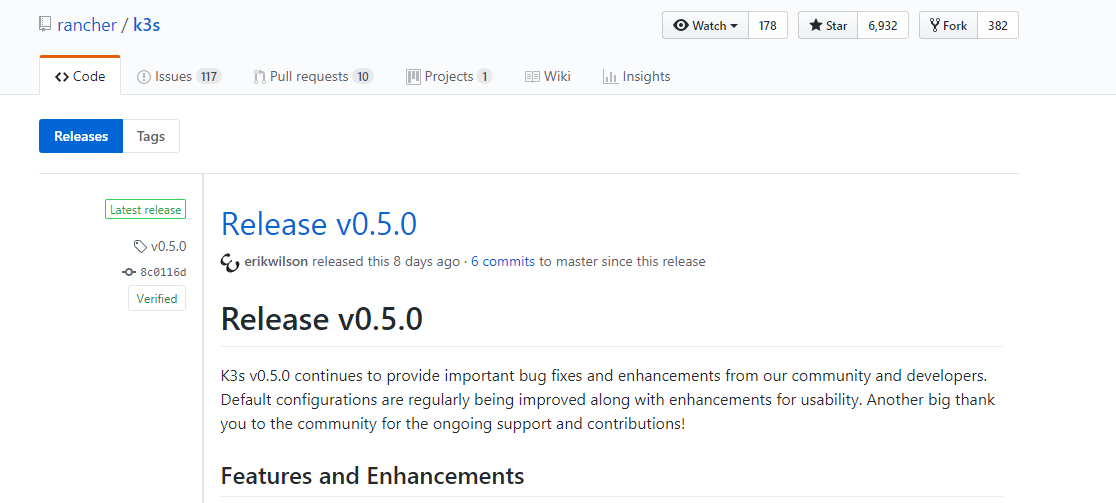 rancher / k3s
Watch 178 Star 6,932 Fork 382
Code Issues 117 Pull requests 10 Projects 1 Wiki Insights
Releases Tags
Latest release
v0.5.0
8c0116d
Verified
Release v0.5.0
erikwilson released this 8 days ago · 6 commits to master since this release
Release v0.5.0
K3s v0.5.0 continues to provide important bug fixes and enhancements from our community and developers.
Default configurations are regularly being improved along with enhancements for usability. Another big thank
you to the community for the ongoing support and contributions!
Features and Enhancements